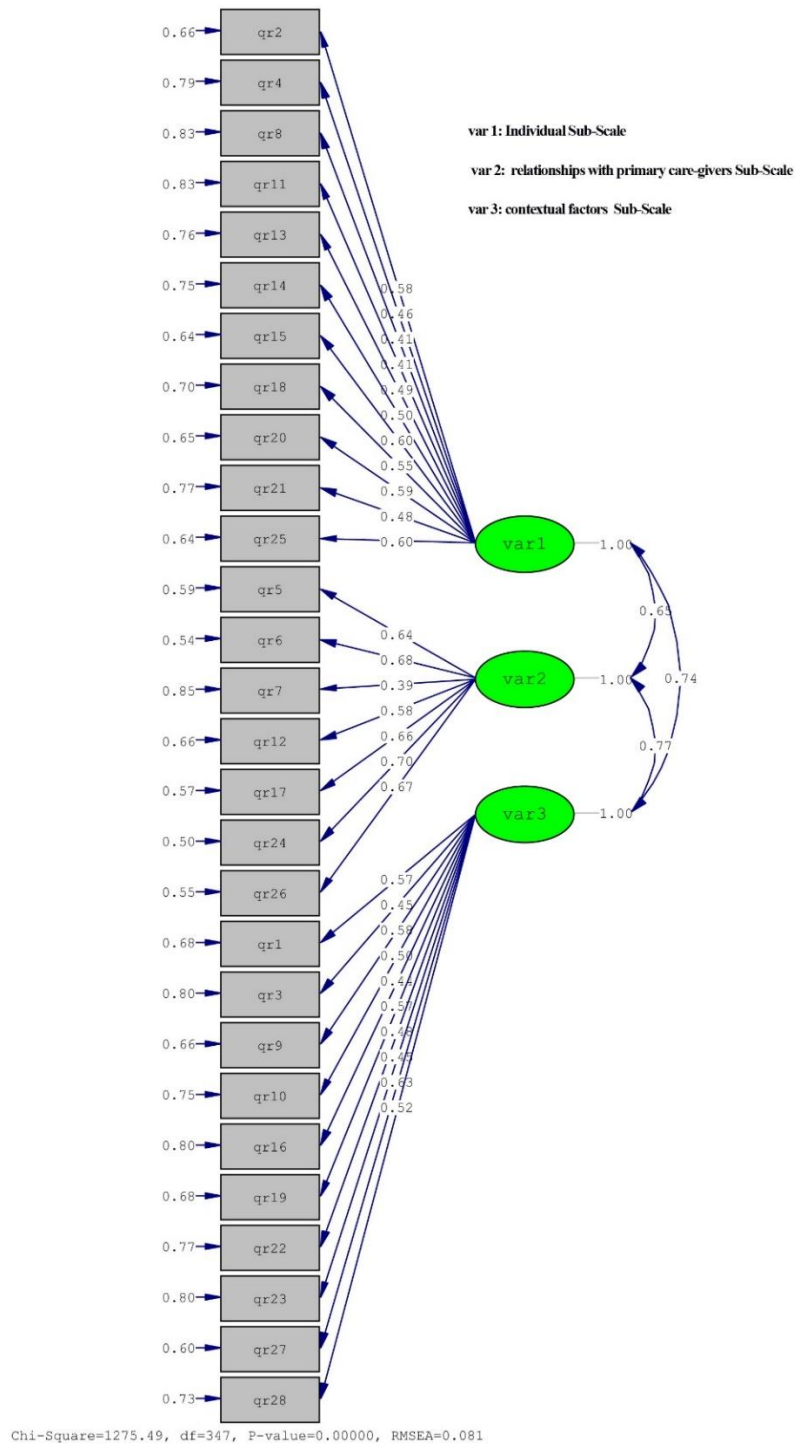 0.66 qr2
0.79 qr4
0.83 qr8
var 1: Individual Sub-Scale
0.83 qr11
var 2: relationships with primary care-givers Sub-Scale
var 3: contextual factors Sub-Scale
0.76 qr13
0.75 qr14
0.58
0.46
0.64 qr15
0.41
0.41
0.70 qr18
0.49
0.50
0.65 qr20
0.60
0.55
0.77 qr21
0.59
0.48
0.64 qr25
0.60
var1
1.00
0.59 qr5
0.65
0.54 qr6
0.64
0.68
0.85 qr7
0.39
var2
1.00
0.74
0.58
0.66 qr12
0.66
0.77
0.70
0.57 qr17
0.67
var3
1.00
0.50 qr24
0.57
0.55 qr26
0.45
0.58
0.68 qr1
0.50
0.44
0.80 qr3
0.57
0.48
0.66 qr9
0.45
0.63
0.75 qr10
0.52
0.80 qr16
0.68 qr19
0.77 qr22
0.80 qr23
0.60 qr27
0.73 qr28
Chi-Square=1275.49, df=347, P-value=0.00000, RMSEA=0.081